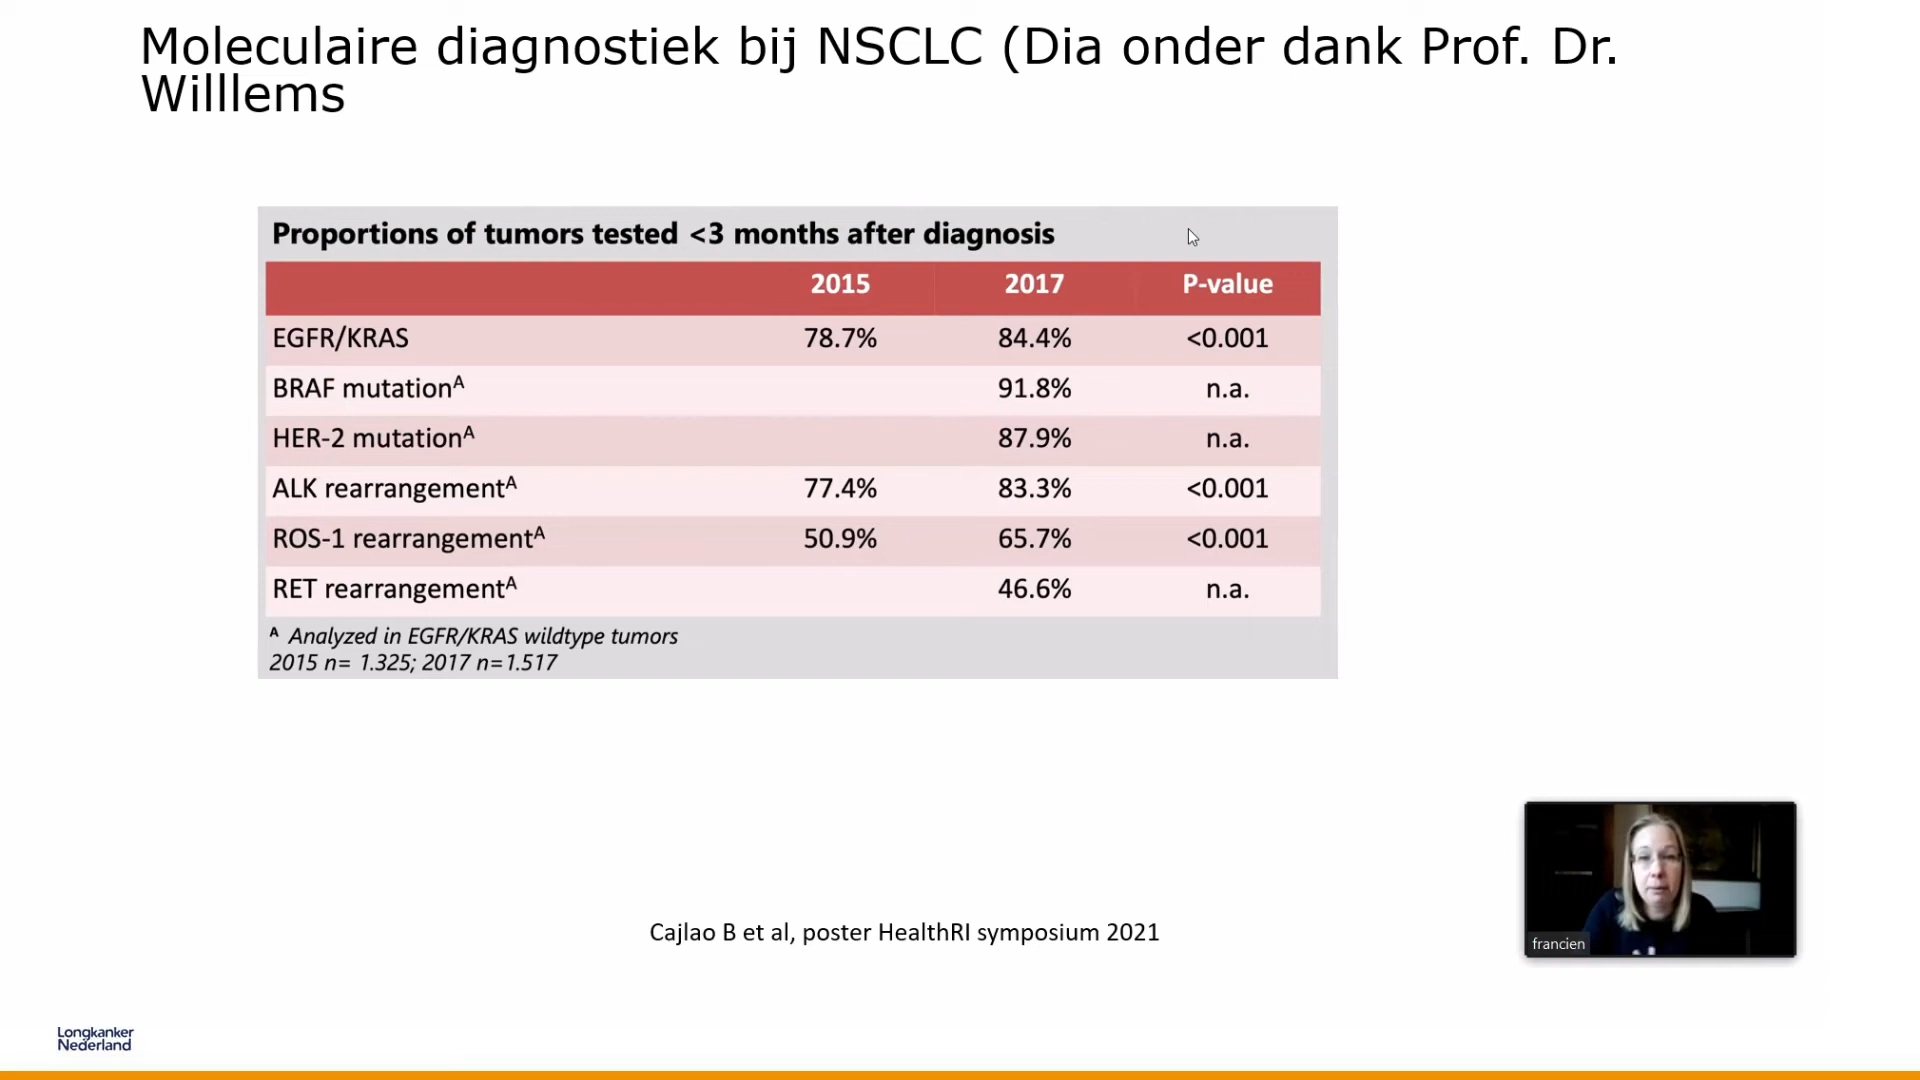 Moleculaire diagnostiek bij NSCLC (Dia onder dank Prof. Dr.
Willlems
Proportions of tumors tested <3 months after diagnosis
2015 2017 P-value
EGFR/KRAS 78.7% 84.4% <0.001
BRAF mutationᴬ 91.8% n.a.
HER-2 mutationᴬ 87.9% n.a.
ALK rearrangementᴬ 77.4% 83.3% <0.001
ROS-1 rearrangementᴬ 50.9% 65.7% <0.001
RET rearrangementᴬ 46.6% n.a.
ᴬ Analyzed in EGFR/KRAS wildtype tumors
2015 n= 1.325; 2017 n=1.517
Cajlao B et al, poster HealthRI symposium 2021
francien
Longkanker
Nederland